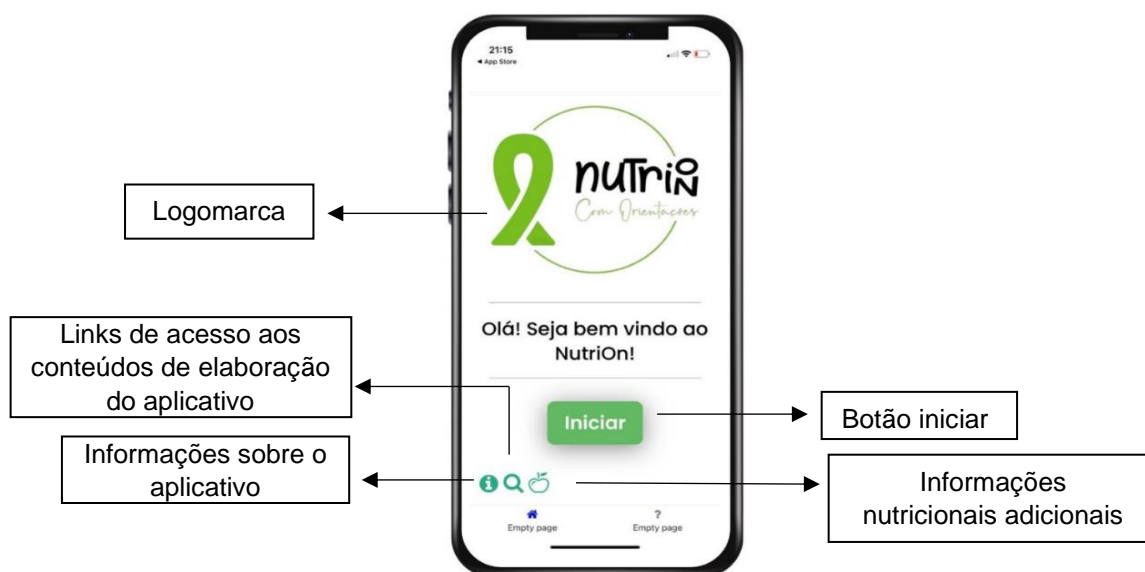 21:15
◀ App Store
nuTriON
Com Orientações
Logomarca
Links de acesso aos
conteúdos de elaboração
do aplicativo
Olá! Seja bem vindo ao
NutriOn!
Iniciar
Botão iniciar
Informações sobre o
aplicativo
Informações
nutricionais adicionais
Empty page
?
Empty page